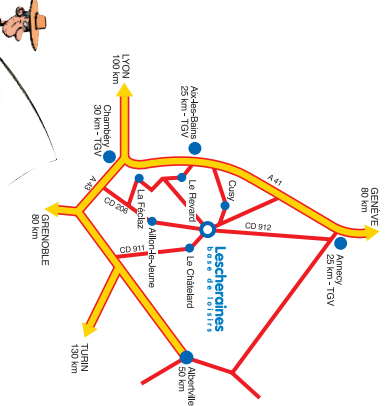 LYON
100 km
Chambéry
30 km - TGV
Aix-les-Bains
25 km - TGV
GENÈVE
80 km
A 41
Cusy
Le Revard
La Féclaz
A 43
CD 206
Aillon-le-Jeune
CD 912
Annecy
25 km - TGV
Lescheraines
base de loisirs
Le Châtelard
CD 911
GRENOBLE
80 km
TURIN
130 km
Albertville
50 km